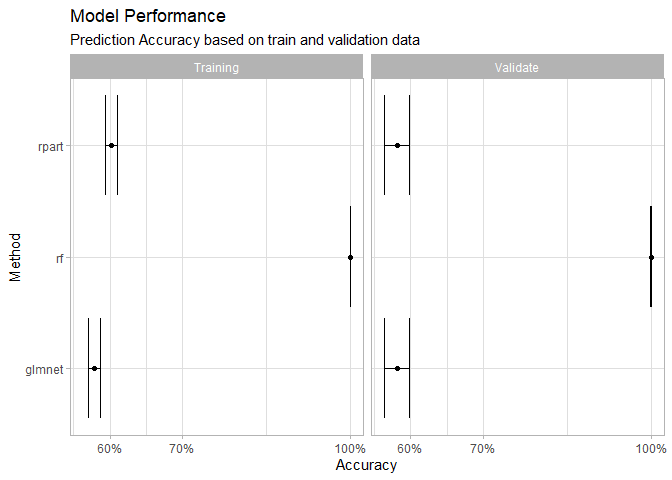 Model Performance
Prediction Accuracy based on train and validation data
Training
Validate
Method
rpart
rf
glmnet
60%
70%
100%
60%
70%
100%
Accuracy